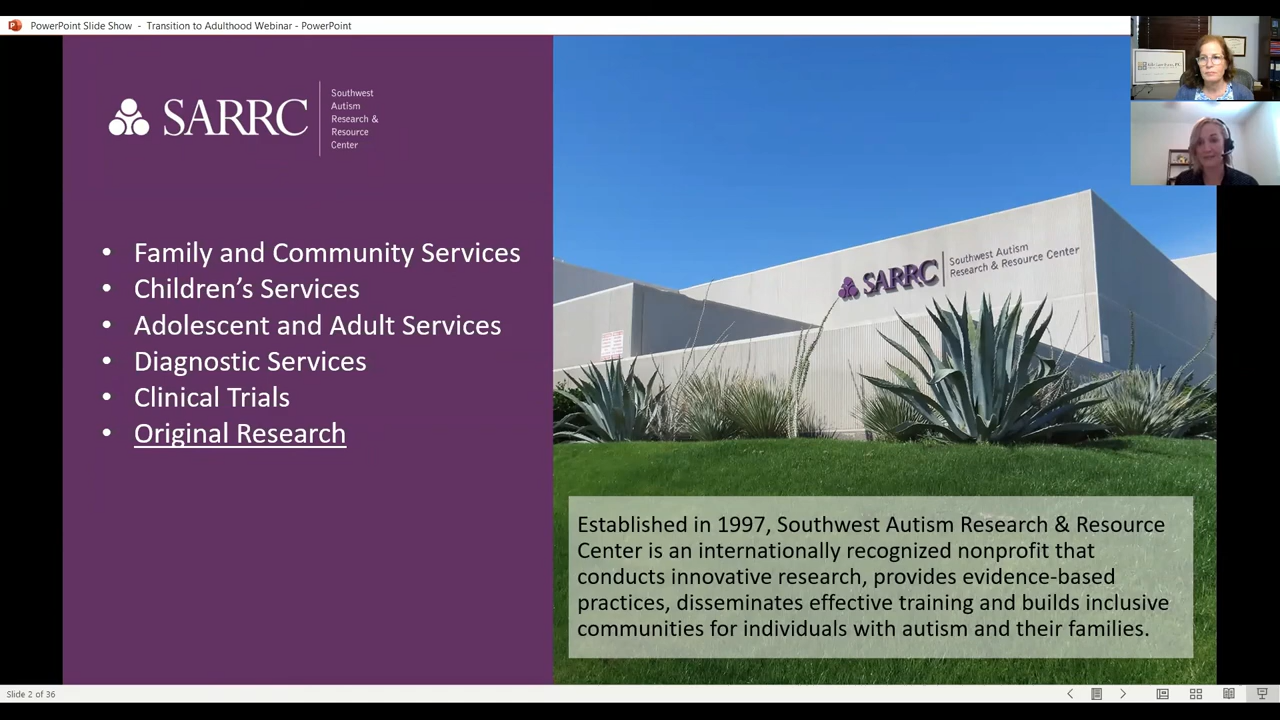 PowerPoint Slide Show - Transition to Adulthood Webinar - PowerPoint
SARRC
Southwest
Autism
Research &
Resource
Center
• Family and Community Services
• Children's Services
• Adolescent and Adult Services
• Diagnostic Services
• Clinical Trials
• Original Research
SARRC
Southwest Autism
Research & Resource Center
Established in 1997, Southwest Autism Research & Resource
Center is an internationally recognized nonprofit that
conducts innovative research, provides evidence-based
practices, disseminates effective training and builds inclusive
communities for individuals with autism and their families.
Slide 2 of 36